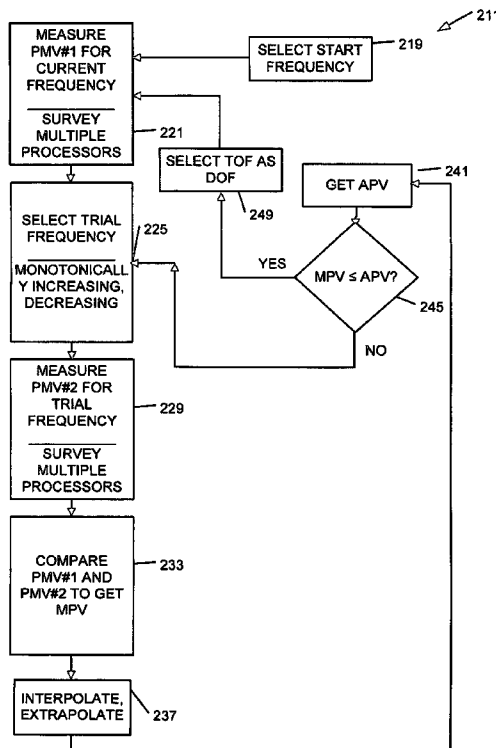 211
MEASURE
PMV#1 FOR
CURRENT
FREQUENCY
SURVEY
MULTIPLE
PROCESSORS
221
SELECT START
FREQUENCY
219
SELECT TOF AS
DOF
249
GET APV
241
MPV ≤ APV?
245
YES
NO
SELECT TRIAL
FREQUENCY
225
MONOTONICALL
Y INCREASING,
DECREASING
MEASURE
PMV#2 FOR
TRIAL
FREQUENCY
229
SURVEY
MULTIPLE
PROCESSORS
COMPARE
PMV#1 AND
PMV#2 TO GET
MPV
233
INTERPOLATE,
EXTRAPOLATE
237